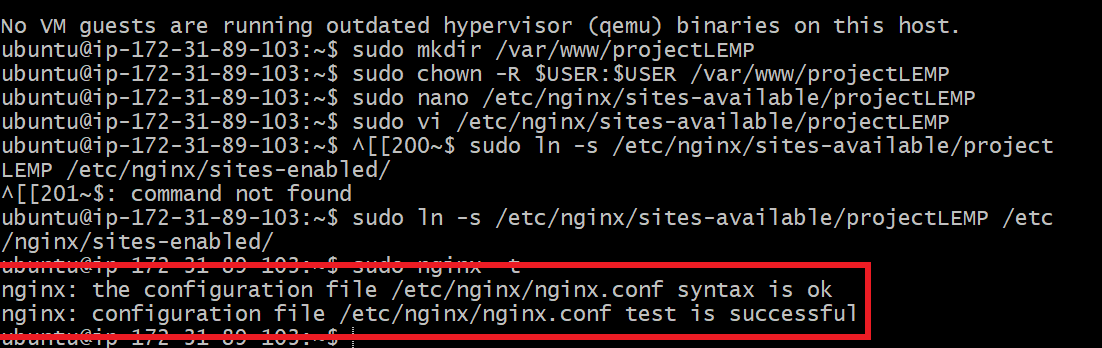 No VM guests are running outdated hypervisor (qemu) binaries on this host.
ubuntu@ip-172-31-89-103:~$ sudo mkdir /var/www/projectLEMP
ubuntu@ip-172-31-89-103:~$ sudo chown -R $USER:$USER /var/www/projectLEMP
ubuntu@ip-172-31-89-103:~$ sudo nano /etc/nginx/sites-available/projectLEMP
ubuntu@ip-172-31-89-103:~$ sudo vi /etc/nginx/sites-available/projectLEMP
ubuntu@ip-172-31-89-103:~$ ^[[200~$ sudo ln -s /etc/nginx/sites-available/project
LEMP /etc/nginx/sites-enabled/
^[[201~$: command not found
ubuntu@ip-172-31-89-103:~$ sudo ln -s /etc/nginx/sites-available/projectLEMP /etc
/nginx/sites-enabled/
ubuntu@ip-172-31-89-103:~$ sudo nginx -t
nginx: the configuration file /etc/nginx/nginx.conf syntax is ok
nginx: configuration file /etc/nginx/nginx.conf test is successful
ubuntu@ip-172-31-89-103:~$